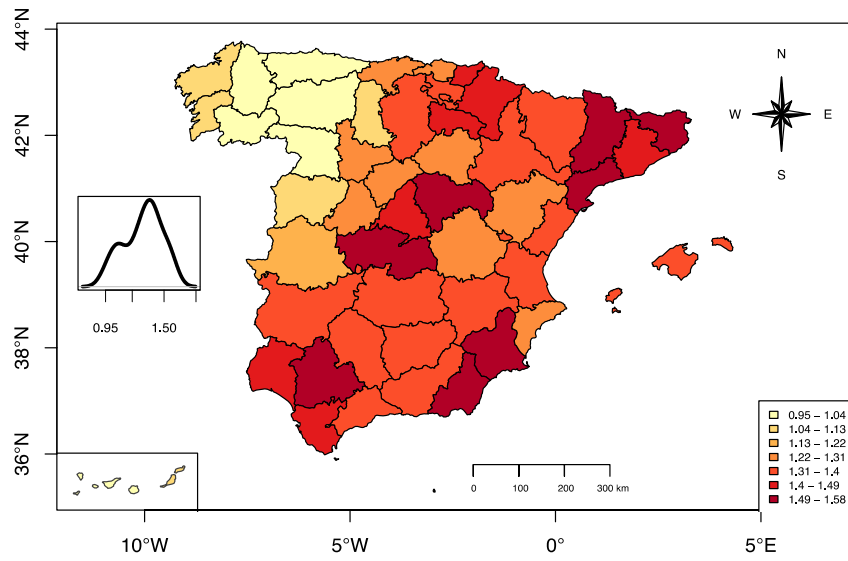 44°N
42°N
40°N
38°N
36°N
N
W E
S
0.95 1.50
0.95 – 1.04
1.04 – 1.13
1.13 – 1.22
1.22 – 1.31
1.31 – 1.4
1.4 – 1.49
1.49 – 1.58
0 100 200 300 km
10°W 5°W 0° 5°E